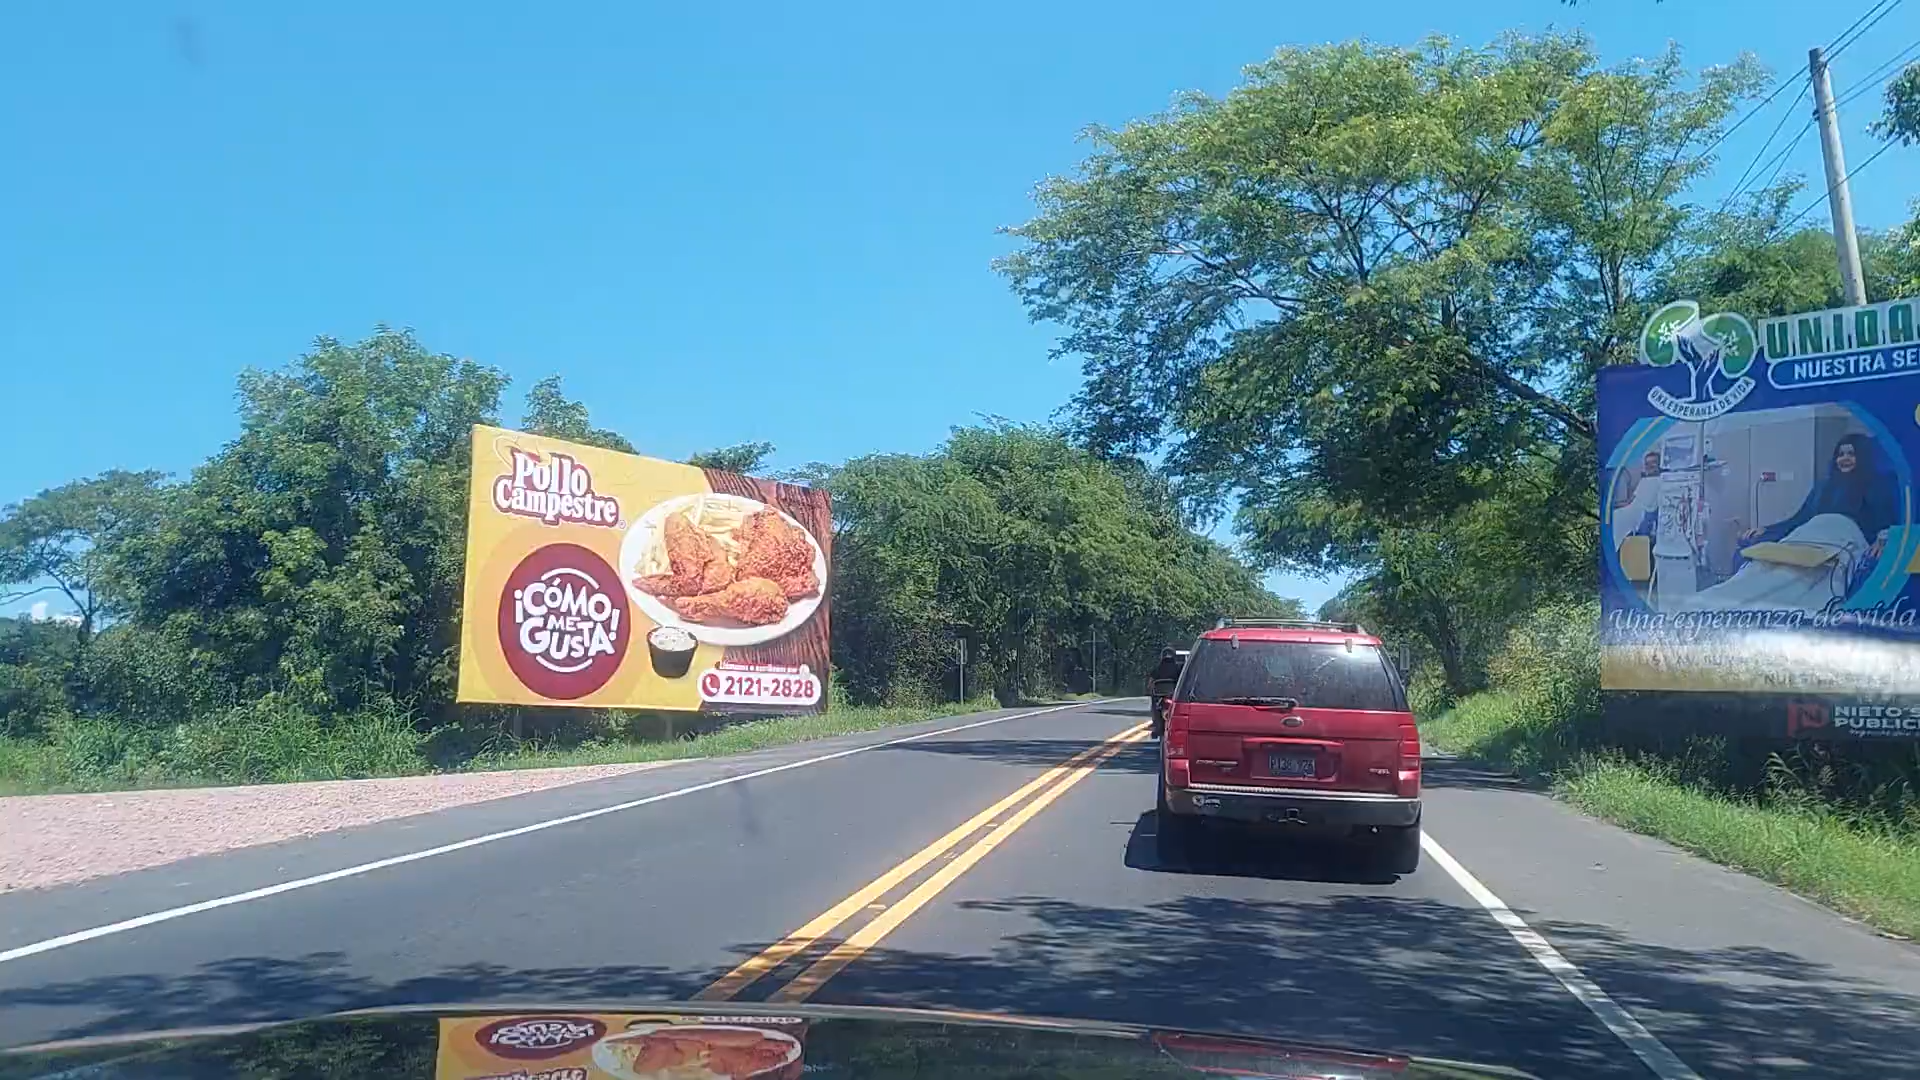 Pollo
Campestre
¡CÓMO
ME
GUSTA!
2121-2828
UNIDA
NUESTRA SE
UNA ESPERANZA DE VIDA
Una esperanza de vida
NIETO'S
PUBLIC